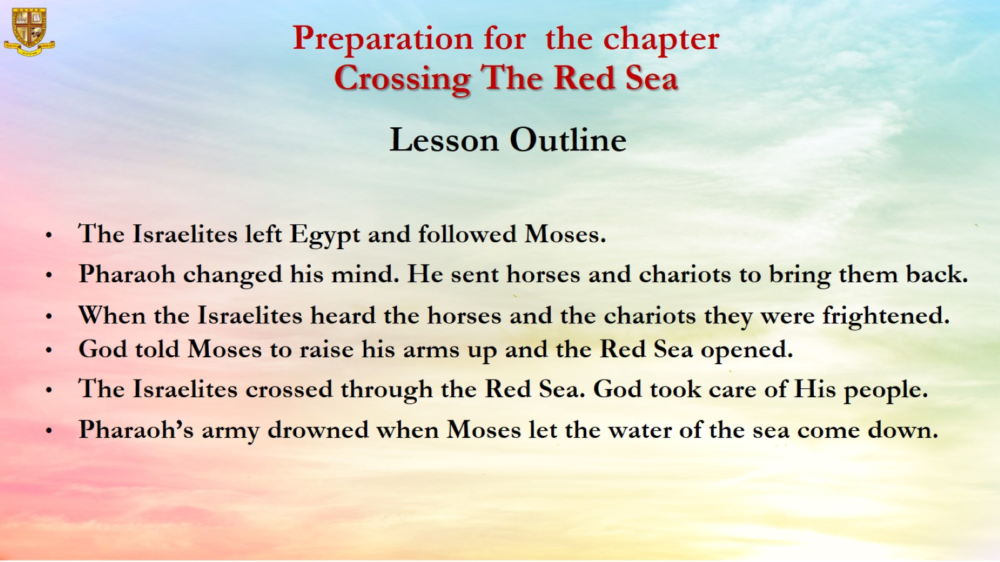 Preparation for the chapter
Crossing The Red Sea
Lesson Outline
• The Israelites left Egypt and followed Moses.
• Pharaoh changed his mind. He sent horses and chariots to bring them back.
• When the Israelites heard the horses and the chariots they were frightened.
• God told Moses to raise his arms up and the Red Sea opened.
• The Israelites crossed through the Red Sea. God took care of His people.
• Pharaoh’s army drowned when Moses let the water of the sea come down.